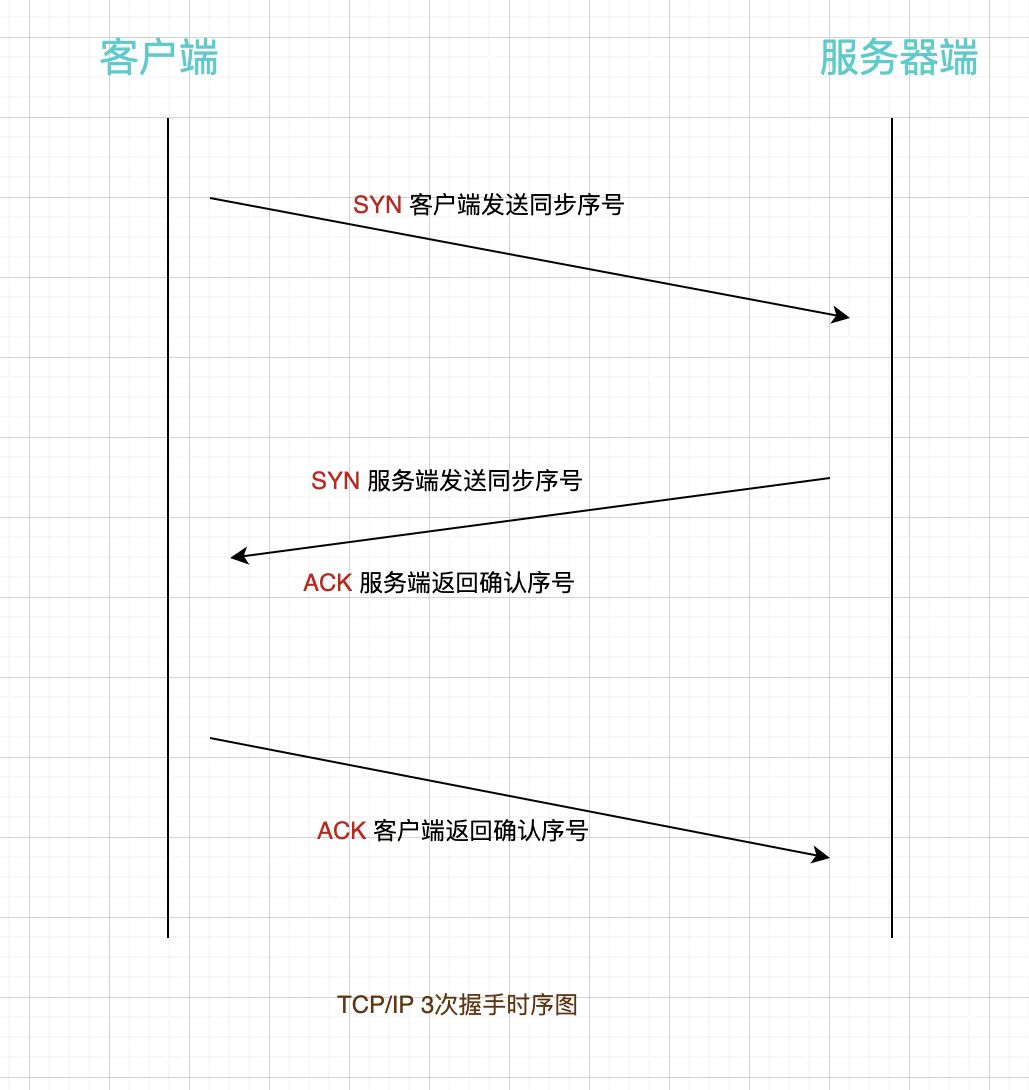 客户端
服务器端
SYN 客户端发送同步序号
SYN 服务端发送同步序号
ACK 服务端返回确认序号
ACK 客户端返回确认序号
TCP/IP 3次握手时序图